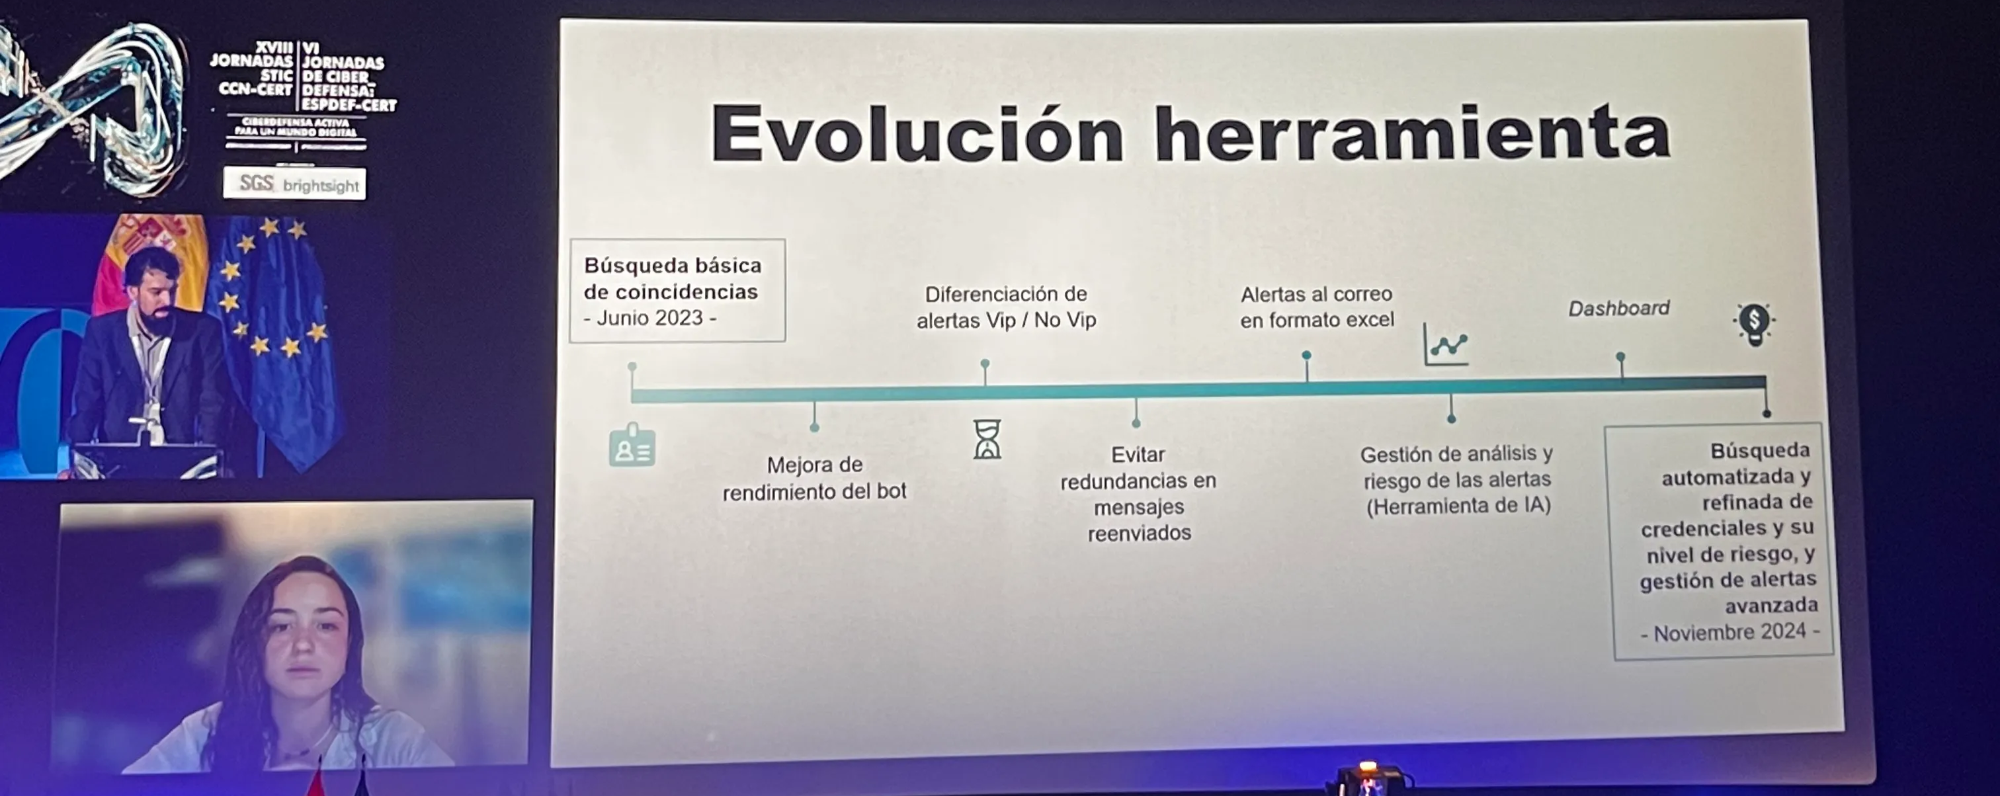 XVIII
JORNADAS
STIC
CCN-CERT
VI
JORNADAS
DE CIBER
DEFENSA:
ESPDEF-CERT
CIBERDEFENSA ACTIVA
PARA UN MUNDO DIGITAL
SGS brightsight
Evolución herramienta
Búsqueda básica
de coincidencias
- Junio 2023 -
Mejora de
rendimiento del bot
Diferenciación de
alertas Vip / No Vip
Evitar
redundancias en
mensajes
reenviados
Alertas al correo
en formato excel
Gestión de análisis y
riesgo de las alertas
(Herramienta de IA)
Dashboard
$
Búsqueda
automatizada y
refinada de
credenciales y su
nivel de riesgo, y
gestión de alertas
avanzada
- Noviembre 2024 -